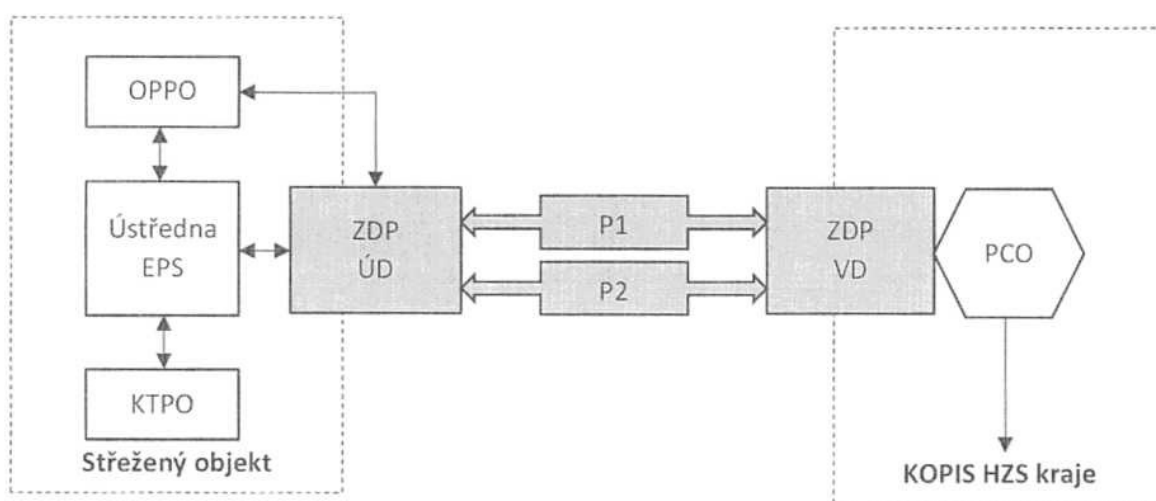 OPPO
Ústředna
EPS
KTPO
Střežený objekt
ZDP
ÚD
P1
P2
ZDP
VD
PCO
KOPIS HZS kraje